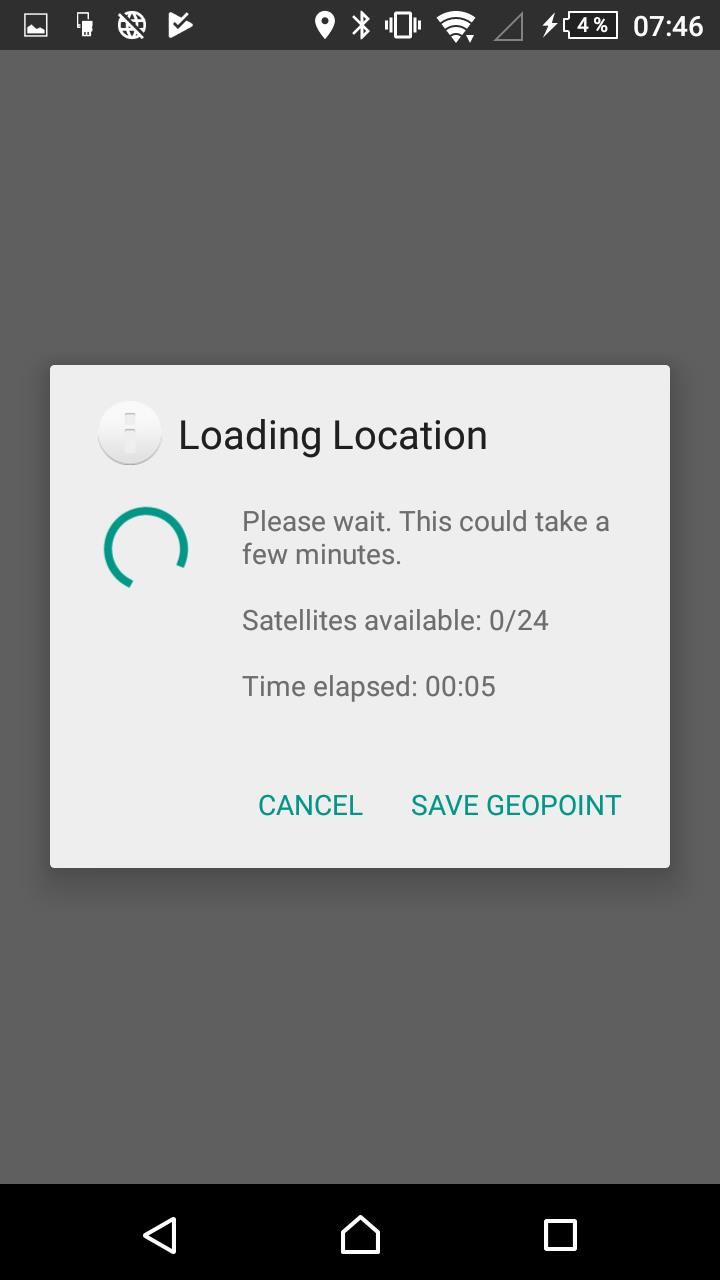 4 % 07:46
Loading Location
Please wait. This could take a
few minutes.
Satellites available: 0/24
Time elapsed: 00:05
CANCEL SAVE GEOPOINT